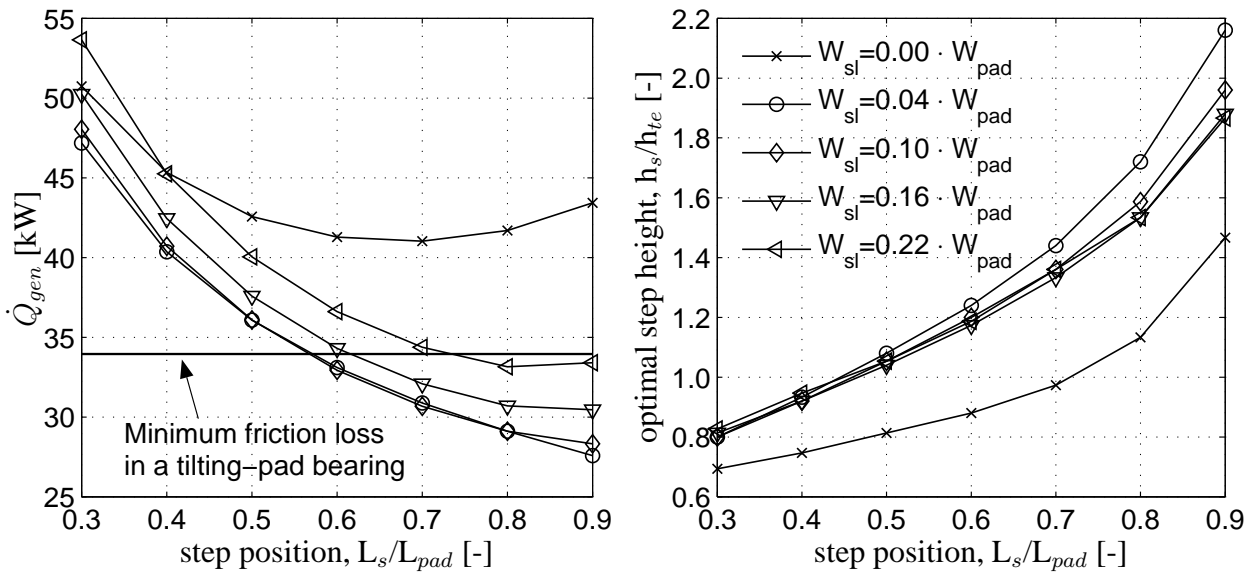 55
50
45
40
35
30
25
Q̇gen [kW]
Minimum friction loss
in a tilting−pad bearing
0.3 0.4 0.5 0.6 0.7 0.8 0.9
step position, Ls/Lpad [-]
2.2
2.0
1.8
1.6
1.4
1.2
1.0
0.8
0.6
optimal step height, hs/hte [-]
Wsl=0.00 · Wpad
Wsl=0.04 · Wpad
Wsl=0.10 · Wpad
Wsl=0.16 · Wpad
Wsl=0.22 · Wpad
0.3 0.4 0.5 0.6 0.7 0.8 0.9
step position, Ls/Lpad [-]